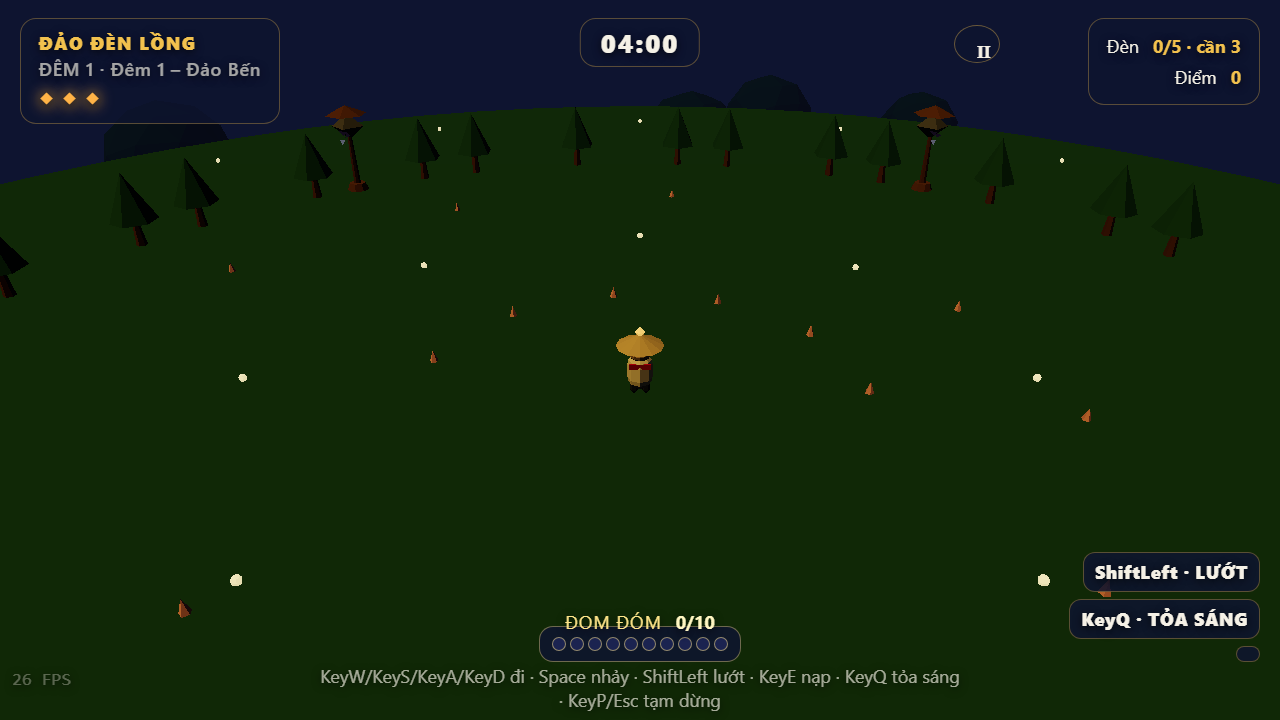 ĐẢO ĐÈN LỒNG
ĐÊM 1 · Đêm 1 – Đảo Bến
04:00
II
Đèn 0/5 · cần 3
Điểm 0
ShiftLeft · LƯỚT
KeyQ · TỎA SÁNG
ĐOM ĐÓM 0/10
26 FPS
KeyW/KeyS/KeyA/KeyD đi · Space nhảy · ShiftLeft lướt · KeyE nạp · KeyQ tỏa sáng
· KeyP/Esc tạm dừng